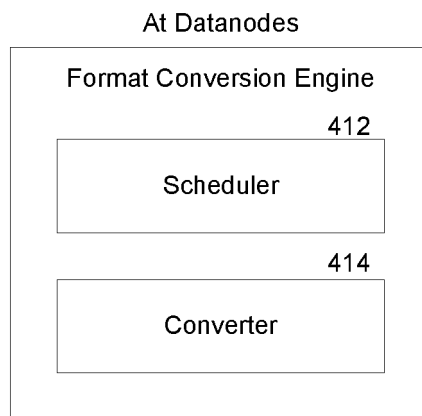 At Datanodes
Format Conversion Engine
412
Scheduler
414
Converter